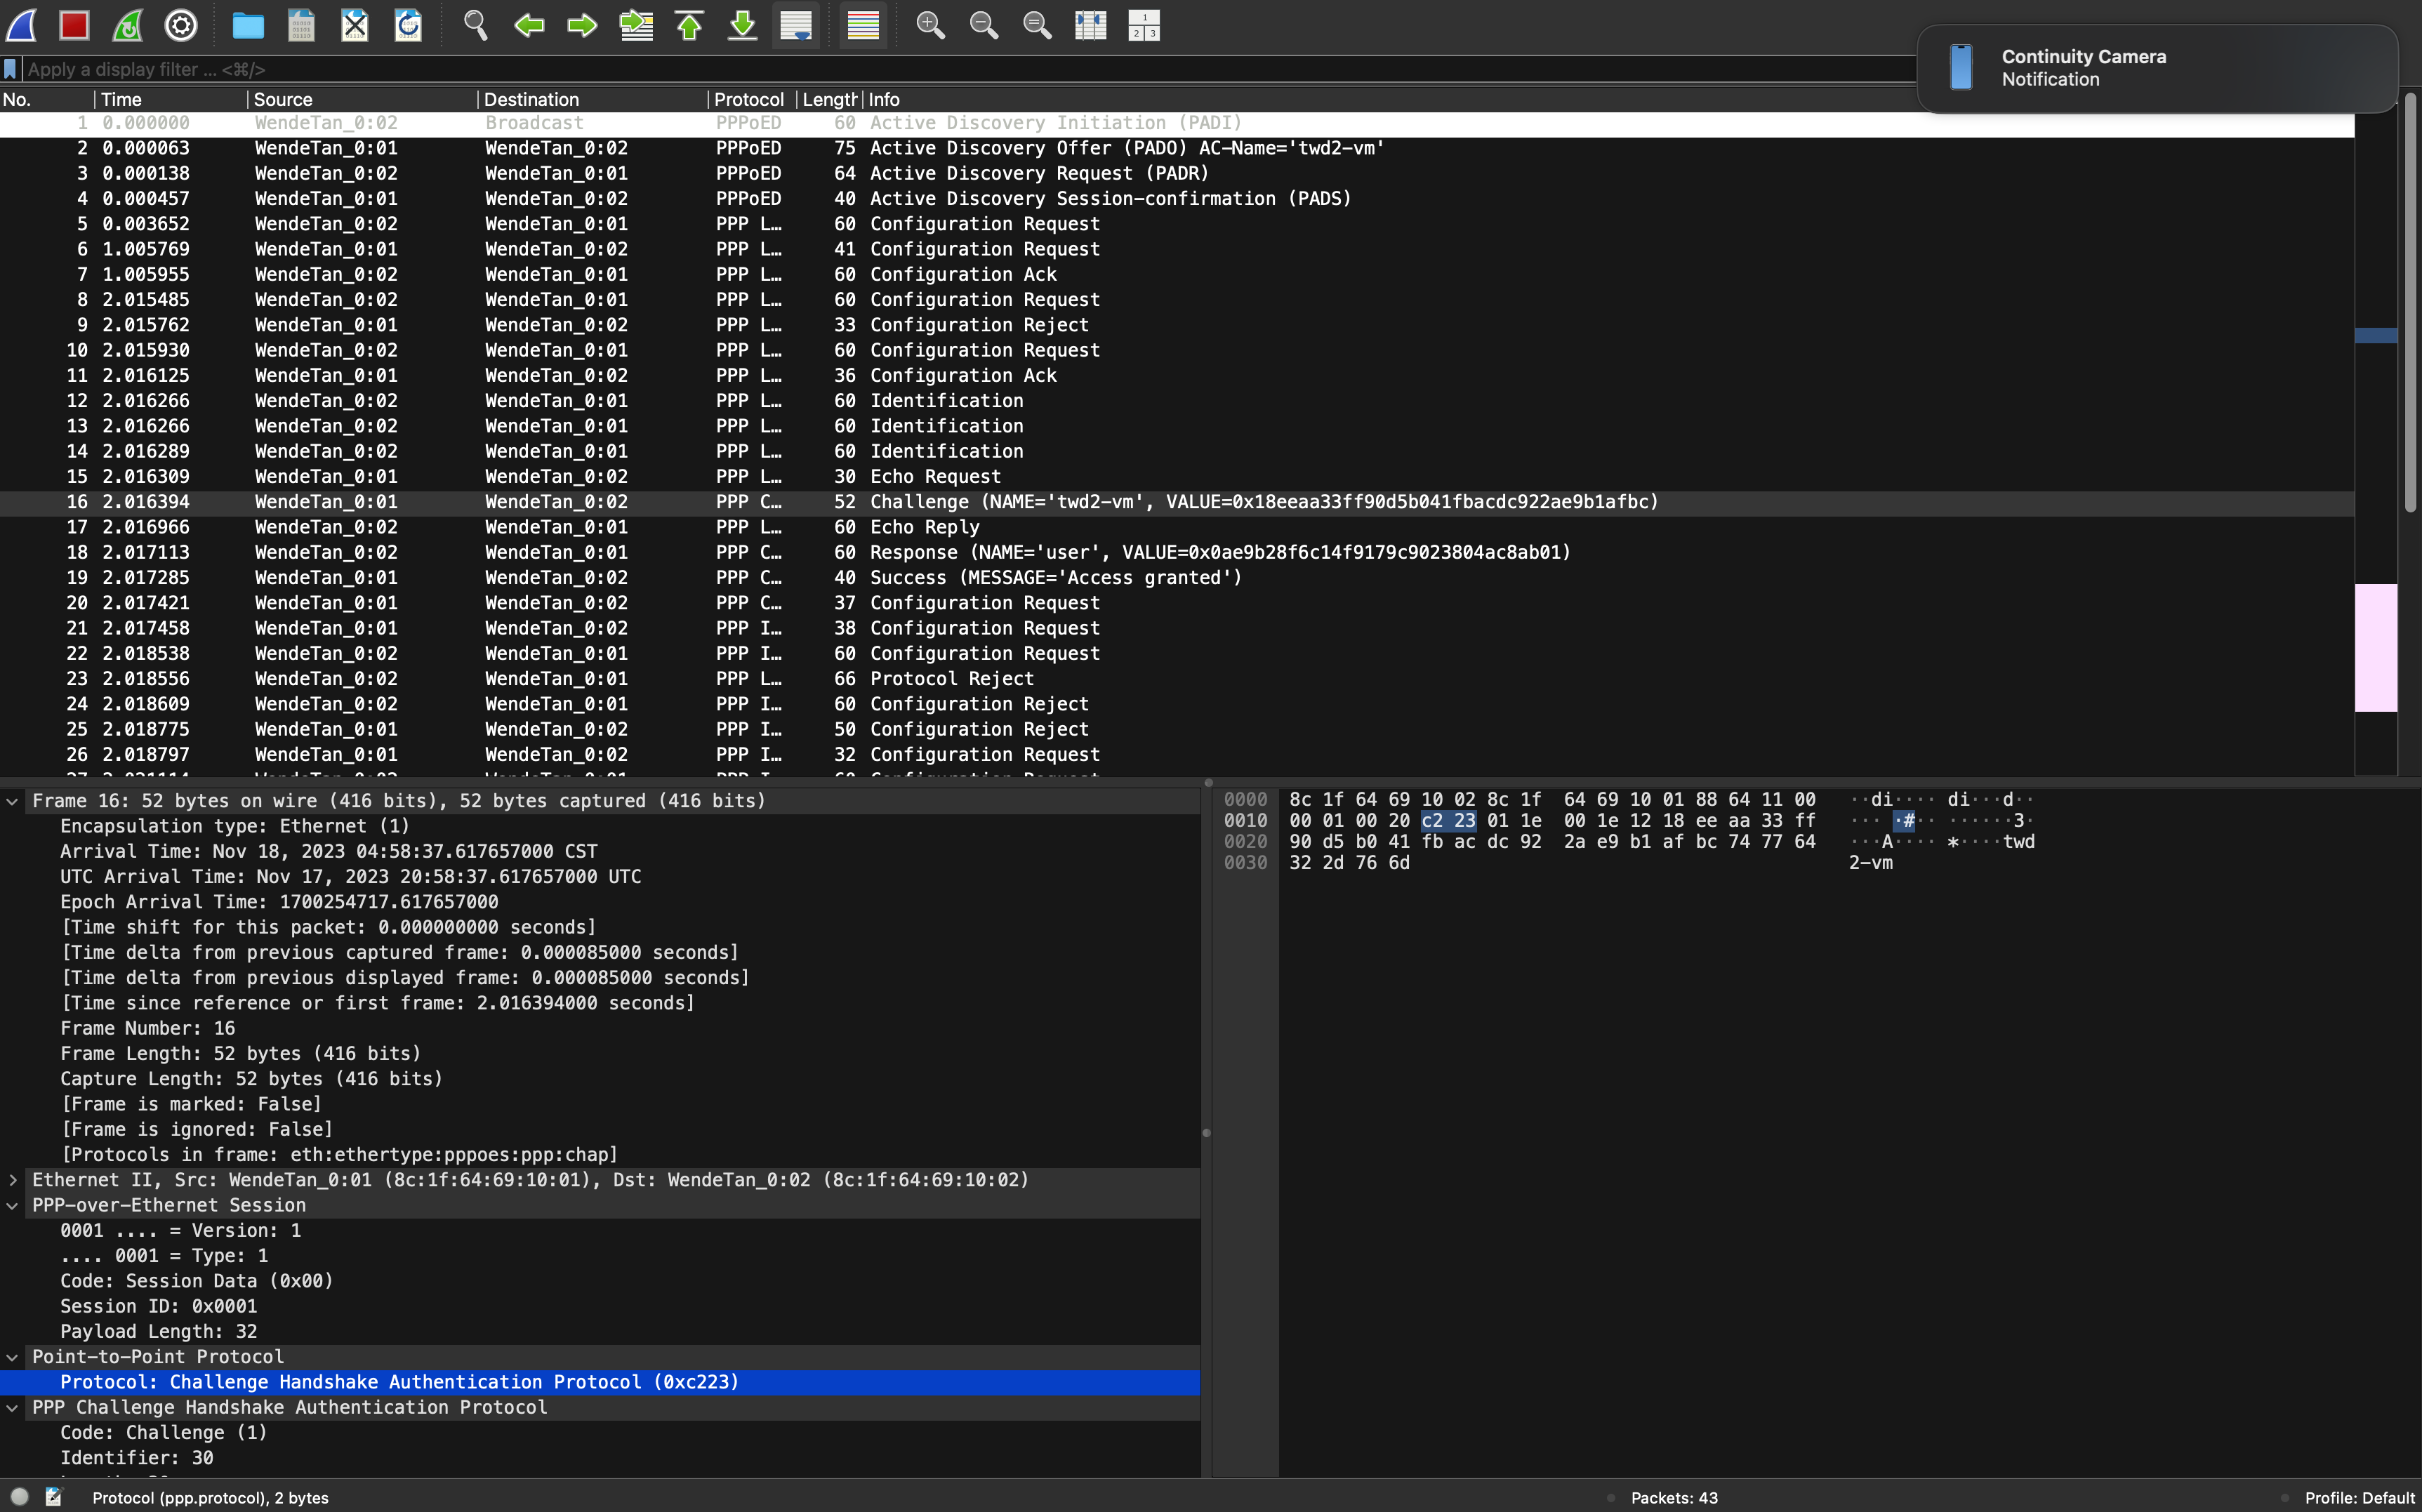 Continuity Camera
Notification
Apply a display filter ... <⌘/>
No. Time Source Destination Protocol Length Info
1 0.000000 WendeTan_0:02 Broadcast PPPoED 60 Active Discovery Initiation (PADI)
2 0.000063 WendeTan_0:01 WendeTan_0:02 PPPoED 75 Active Discovery Offer (PADO) AC-Name='twd2-vm'
3 0.000138 WendeTan_0:02 WendeTan_0:01 PPPoED 64 Active Discovery Request (PADR)
4 0.000457 WendeTan_0:01 WendeTan_0:02 PPPoED 40 Active Discovery Session-confirmation (PADS)
5 0.003652 WendeTan_0:02 WendeTan_0:01 PPP L… 60 Configuration Request
6 1.005769 WendeTan_0:01 WendeTan_0:02 PPP L… 41 Configuration Request
7 1.005955 WendeTan_0:02 WendeTan_0:01 PPP L… 60 Configuration Ack
8 2.015485 WendeTan_0:02 WendeTan_0:01 PPP L… 60 Configuration Request
9 2.015762 WendeTan_0:01 WendeTan_0:02 PPP L… 33 Configuration Reject
10 2.015930 WendeTan_0:02 WendeTan_0:01 PPP L… 60 Configuration Request
11 2.016125 WendeTan_0:01 WendeTan_0:02 PPP L… 36 Configuration Ack
12 2.016266 WendeTan_0:02 WendeTan_0:01 PPP L… 60 Identification
13 2.016266 WendeTan_0:02 WendeTan_0:01 PPP L… 60 Identification
14 2.016289 WendeTan_0:02 WendeTan_0:01 PPP L… 60 Identification
15 2.016309 WendeTan_0:01 WendeTan_0:02 PPP L… 30 Echo Request
16 2.016394 WendeTan_0:01 WendeTan_0:02 PPP C… 52 Challenge (NAME='twd2-vm', VALUE=0x18eeaa33ff90d5b041fbacdc922ae9b1afbc)
17 2.016966 WendeTan_0:02 WendeTan_0:01 PPP L… 60 Echo Reply
18 2.017113 WendeTan_0:02 WendeTan_0:01 PPP C… 60 Response (NAME='user', VALUE=0x0ae9b28f6c14f9179c9023804ac8ab01)
19 2.017285 WendeTan_0:01 WendeTan_0:02 PPP C… 40 Success (MESSAGE='Access granted')
20 2.017421 WendeTan_0:01 WendeTan_0:02 PPP C… 37 Configuration Request
21 2.017458 WendeTan_0:01 WendeTan_0:02 PPP I… 38 Configuration Request
22 2.018538 WendeTan_0:02 WendeTan_0:01 PPP I… 60 Configuration Request
23 2.018556 WendeTan_0:02 WendeTan_0:01 PPP L… 66 Protocol Reject
24 2.018609 WendeTan_0:02 WendeTan_0:01 PPP I… 60 Configuration Reject
25 2.018775 WendeTan_0:01 WendeTan_0:02 PPP I… 50 Configuration Reject
26 2.018797 WendeTan_0:01 WendeTan_0:02 PPP I… 32 Configuration Request
Frame 16: 52 bytes on wire (416 bits), 52 bytes captured (416 bits)
Encapsulation type: Ethernet (1)
Arrival Time: Nov 18, 2023 04:58:37.617657000 CST
UTC Arrival Time: Nov 17, 2023 20:58:37.617657000 UTC
Epoch Arrival Time: 1700254717.617657000
[Time shift for this packet: 0.000000000 seconds]
[Time delta from previous captured frame: 0.000085000 seconds]
[Time delta from previous displayed frame: 0.000085000 seconds]
[Time since reference or first frame: 2.016394000 seconds]
Frame Number: 16
Frame Length: 52 bytes (416 bits)
Capture Length: 52 bytes (416 bits)
[Frame is marked: False]
[Frame is ignored: False]
[Protocols in frame: eth:ethertype:pppoes:ppp:chap]
Ethernet II, Src: WendeTan_0:01 (8c:1f:64:69:10:01), Dst: WendeTan_0:02 (8c:1f:64:69:10:02)
PPP-over-Ethernet Session
0001 .... = Version: 1
.... 0001 = Type: 1
Code: Session Data (0x00)
Session ID: 0x0001
Payload Length: 32
Point-to-Point Protocol
Protocol: Challenge Handshake Authentication Protocol (0xc223)
PPP Challenge Handshake Authentication Protocol
Code: Challenge (1)
Identifier: 30
0000 8c 1f 64 69 10 02 8c 1f 64 69 10 01 88 64 11 00 ··di···· di···d··
0010 00 01 00 20 c2 23 01 1e 00 1e 12 18 ee aa 33 ff ··· ·#·· ······3·
0020 90 d5 b0 41 fb ac dc 92 2a e9 b1 af bc 74 77 64 ···A···· *····twd
0030 32 2d 76 6d 2-vm
Protocol (ppp.protocol), 2 bytes
Packets: 43
Profile: Default